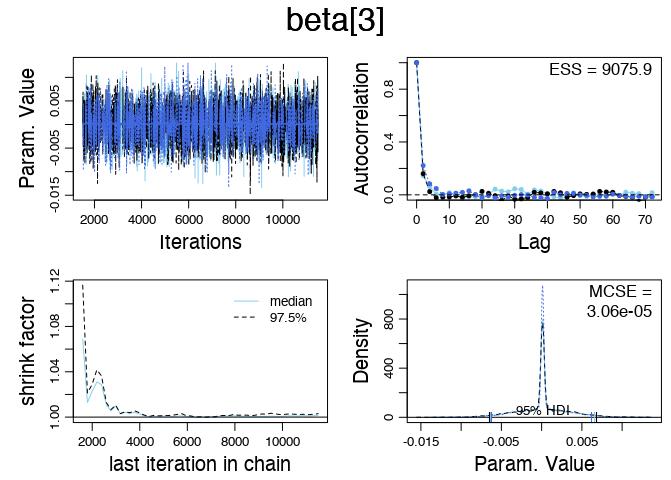 beta[3]
Param. Value
-0.015 -0.005 0.005
2000 4000 6000 8000 10000
Iterations
ESS = 9075.9
Autocorrelation
0.0 0.4 0.8
0 10 20 30 40 50 60 70
Lag
shrink factor
1.00 1.04 1.08 1.12
median
97.5%
2000 4000 6000 8000 10000
last iteration in chain
MCSE =
3.06e-05
Density
0 400 800
95% HDI
-0.015 -0.005 0.005
Param. Value